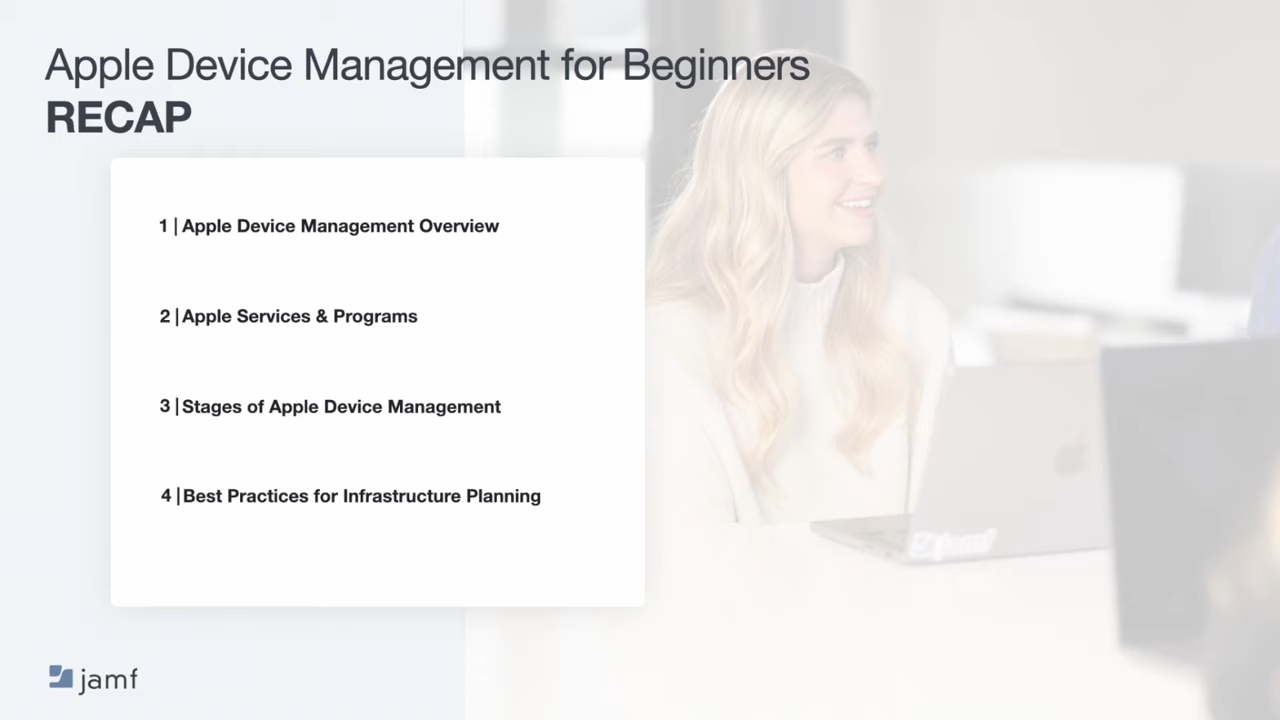 Apple Device Management for Beginners
RECAP
1 | Apple Device Management Overview
2 | Apple Services & Programs
3 | Stages of Apple Device Management
4 | Best Practices for Infrastructure Planning
jamf
jamf